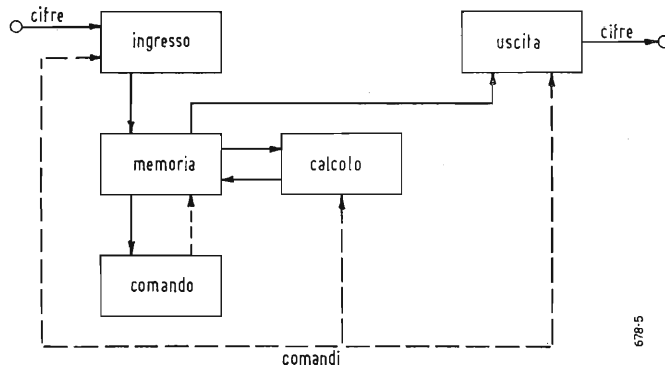 cifre
ingresso
uscita
cifre
memoria
calcolo
comando
comandi
678-5